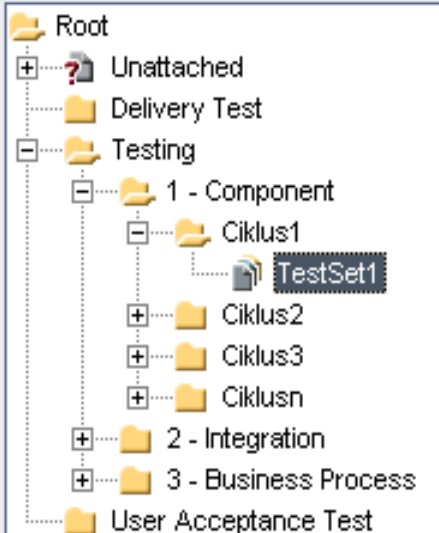 Root
Unattached
Delivery Test
Testing
1 - Component
Ciklus1
TestSet1
Ciklus2
Ciklus3
Ciklusn
2 - Integration
3 - Business Process
User Acceptance Test